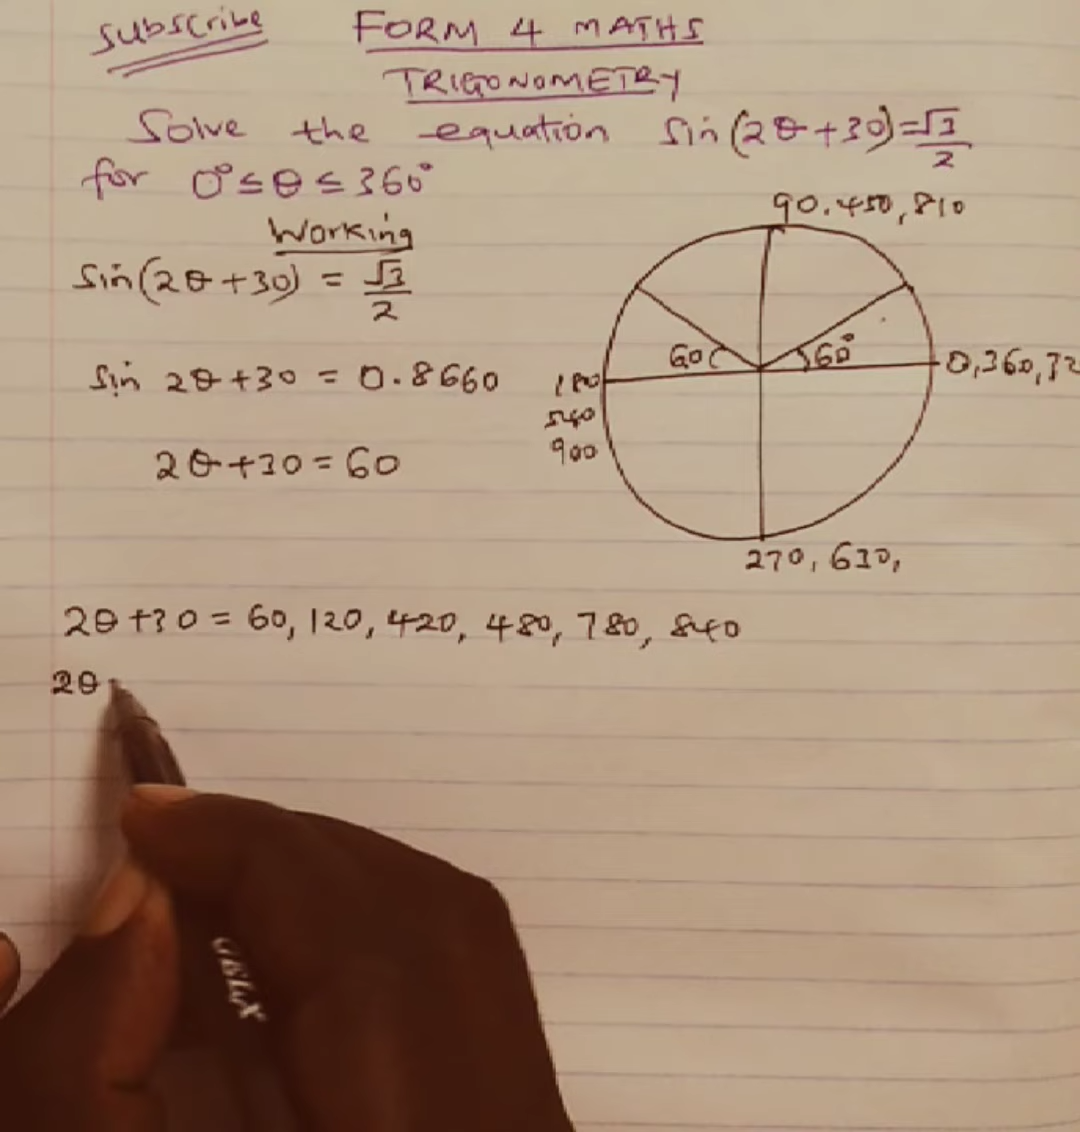 Subscribe FORM 4 MATHS
TRIGONOMETRY
Solve the equation Sin(2θ+30)=√3/2
for 0°≤θ≤360°
Working
90.450,810
Sin(2θ+30) = √3/2
60 60°
0,360,72
Sin 2θ+30 = 0.8660
180
540
900
2θ+30=60
270, 630,
2θ+30 = 60, 120, 420, 480, 780, 840
2θ
GELX